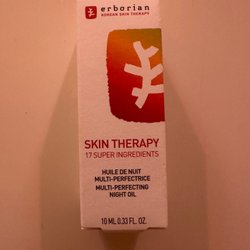 erborian
KOREAN SKIN THERAPY
SKIN THERAPY
17 SUPER INGREDIENTS
HUILE DE NUIT
MULTI-PERFECTRICE
MULTI-PERFECTING
NIGHT OIL
10 ML 0.33 FL. OZ.